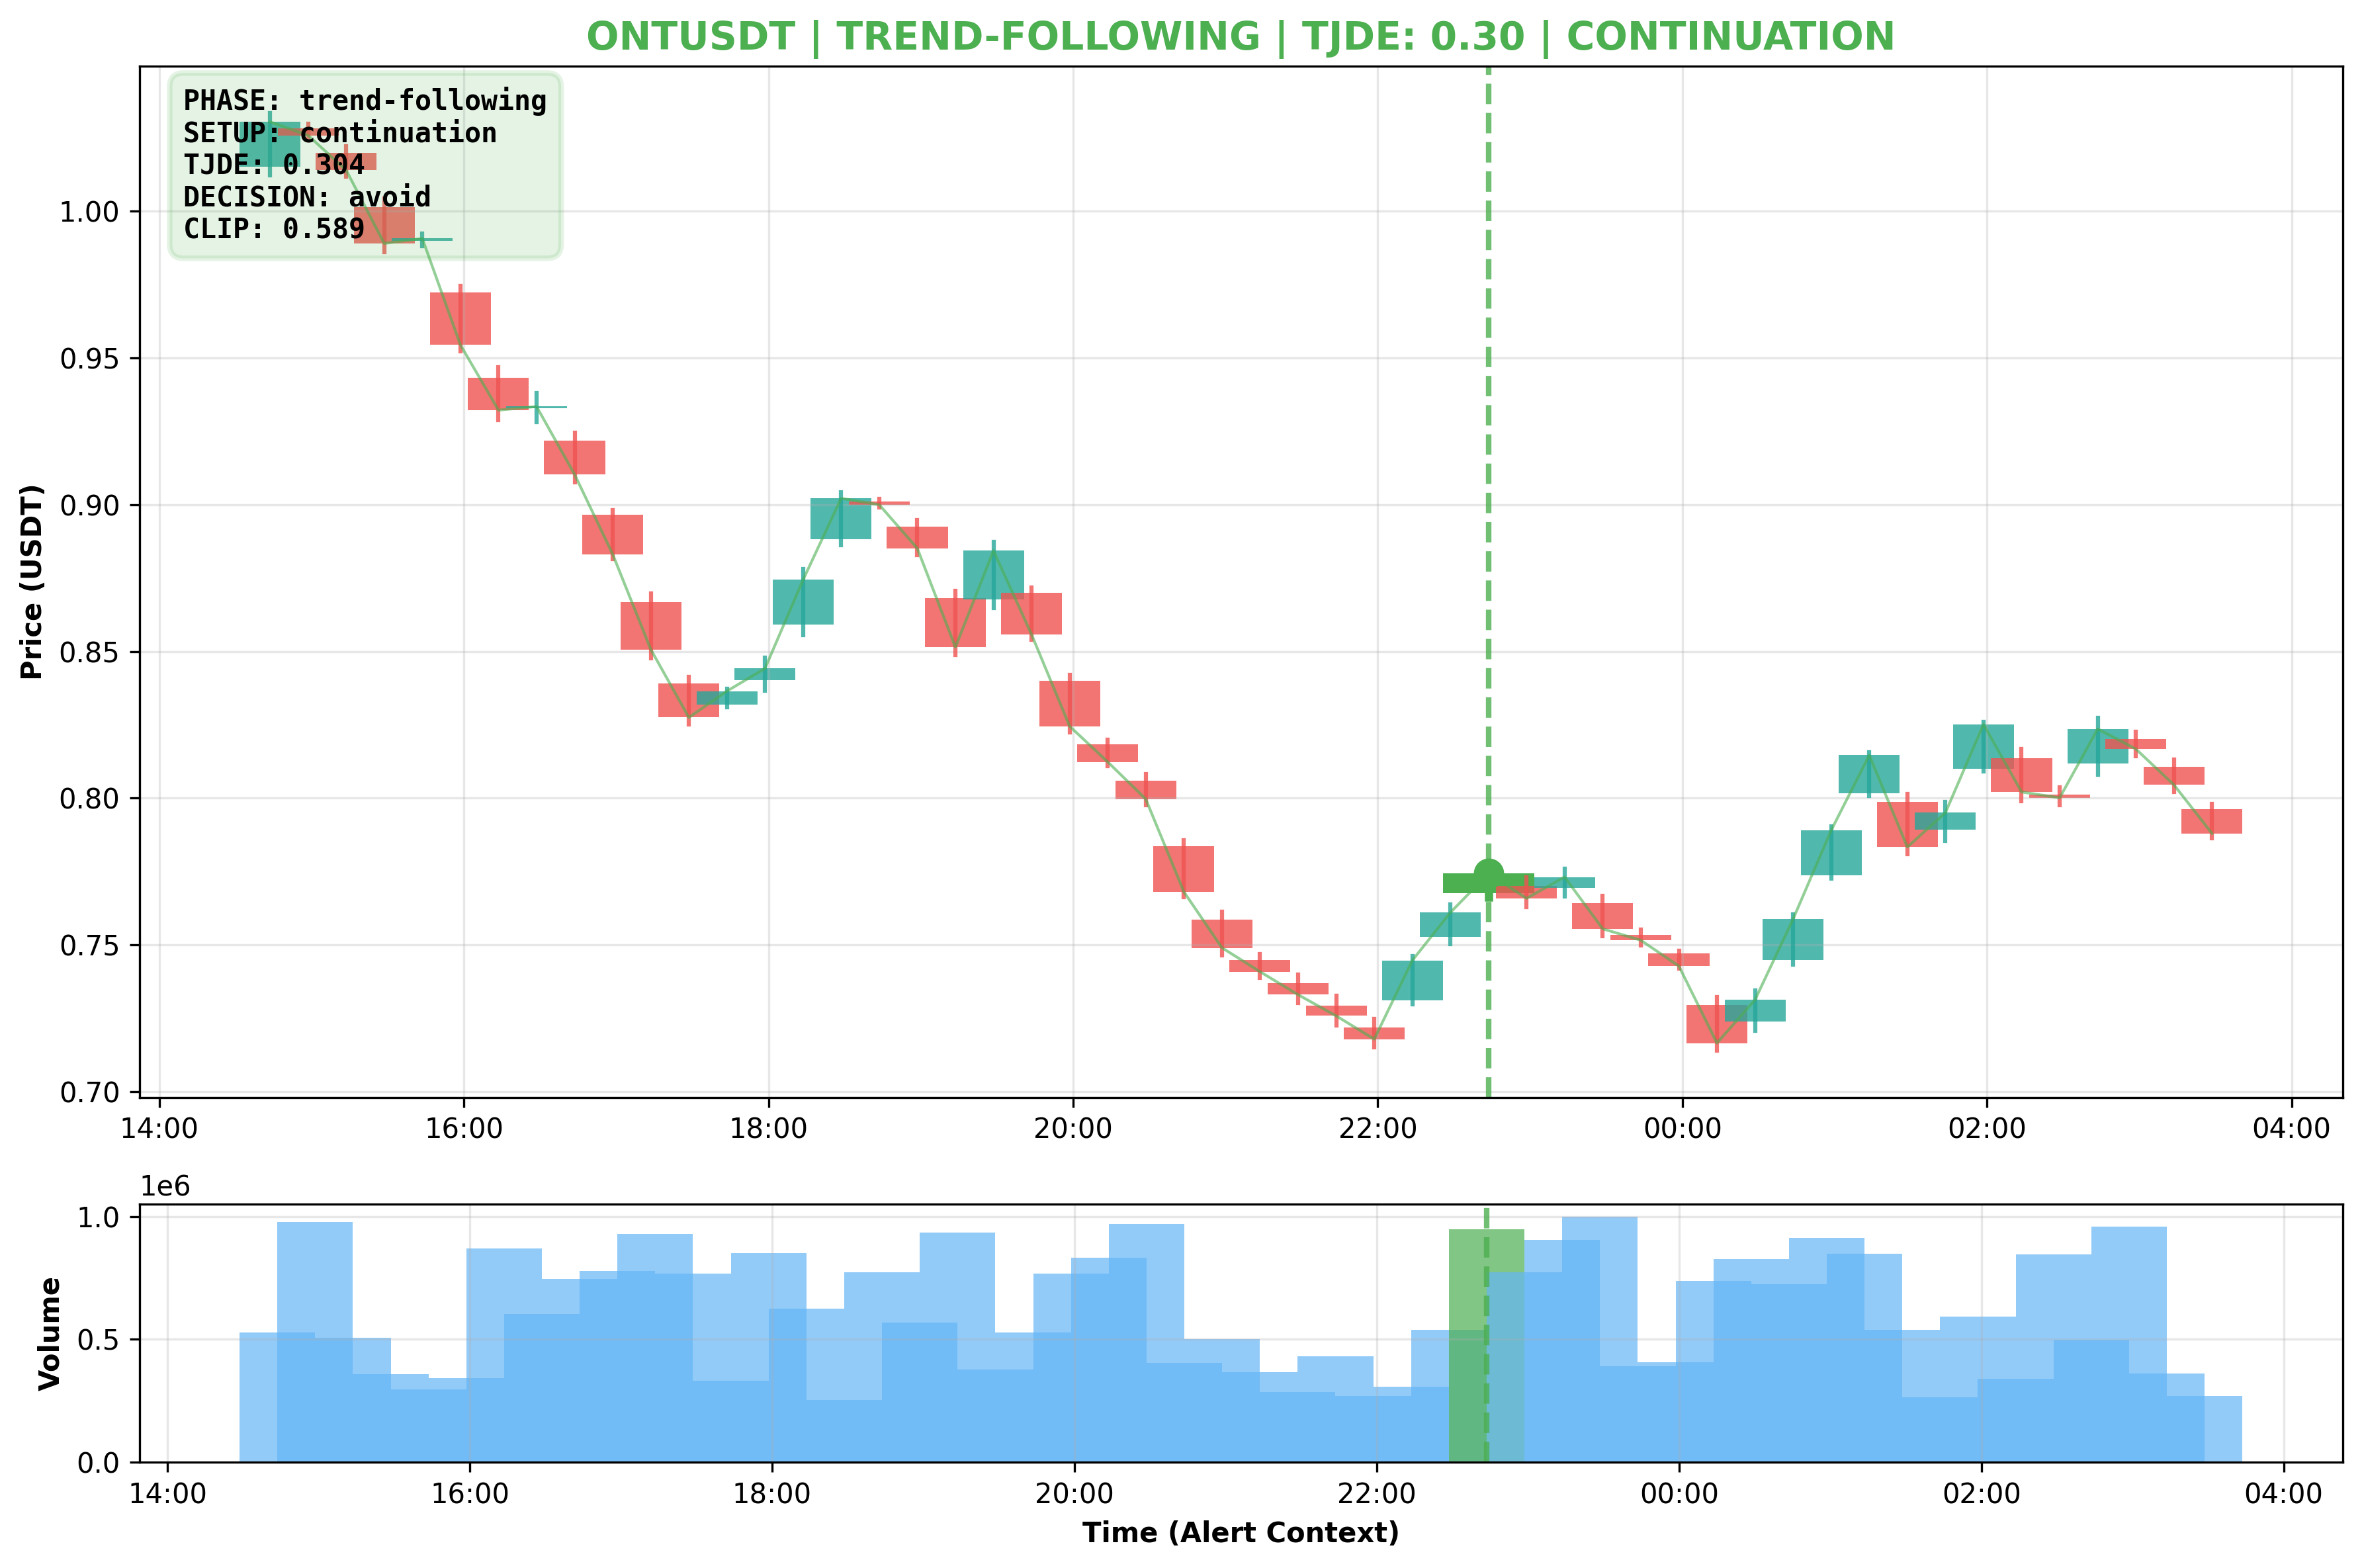 ONTUSDT | TREND-FOLLOWING | TJDE: 0.30 | CONTINUATION
PHASE: trend-following
SETUP: continuation
TJDE: 0.304
DECISION: avoid
CLIP: 0.589
Price (USDT)
1.00
0.95
0.90
0.85
0.80
0.75
0.70
14:00 16:00 18:00 20:00 22:00 00:00 02:00 04:00
1e6
Volume
1.0
0.5
0.0
14:00 16:00 18:00 20:00 22:00 00:00 02:00 04:00
Time (Alert Context)